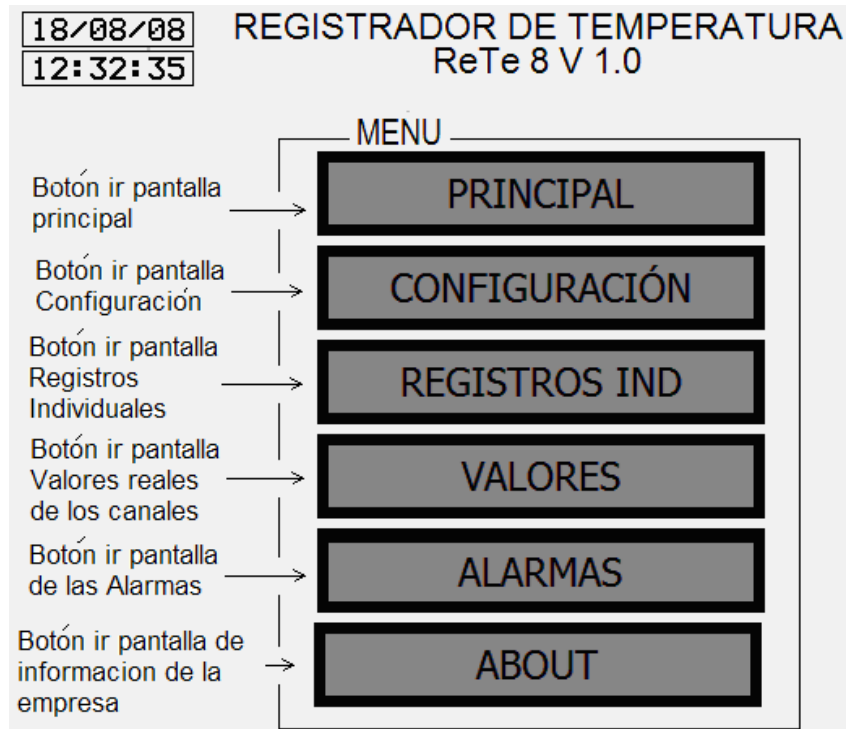 18/08/08
12:32:35
REGISTRADOR DE TEMPERATURA
ReTe 8 V 1.0
MENU
Botón ir pantalla
principal
PRINCIPAL
Botón ir pantalla
Configuración
CONFIGURACIÓN
Botón ir pantalla
Registros
Individuales
REGISTROS IND
Botón ir pantalla
Valores reales
de los canales
VALORES
Botón ir pantalla
de las Alarmas
ALARMAS
Botón ir pantalla de
informacion de la
empresa
ABOUT